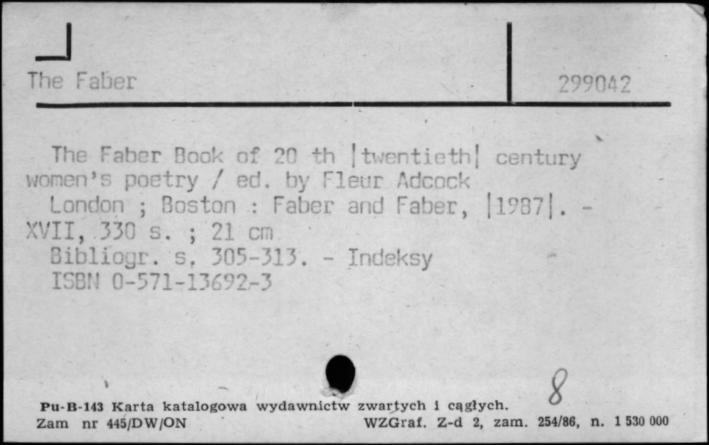 The Faber
299042
The Faber Book of 20 th |twentieth| century
women's poetry / ed. by Fleur Adcock
London ; Boston : Faber and Faber, |1987|. -
XVII, 330 s. ; 21 cm
Bibliogr. s. 305-313. - Indeksy
ISBN 0-571-13692-3
8
Pu-B-143 Karta katalogowa wydawnictw zwartych i cągłych.
Zam nr 445/DW/ON WZGraf. Z-d 2, zam. 254/86, n. 1 530 000